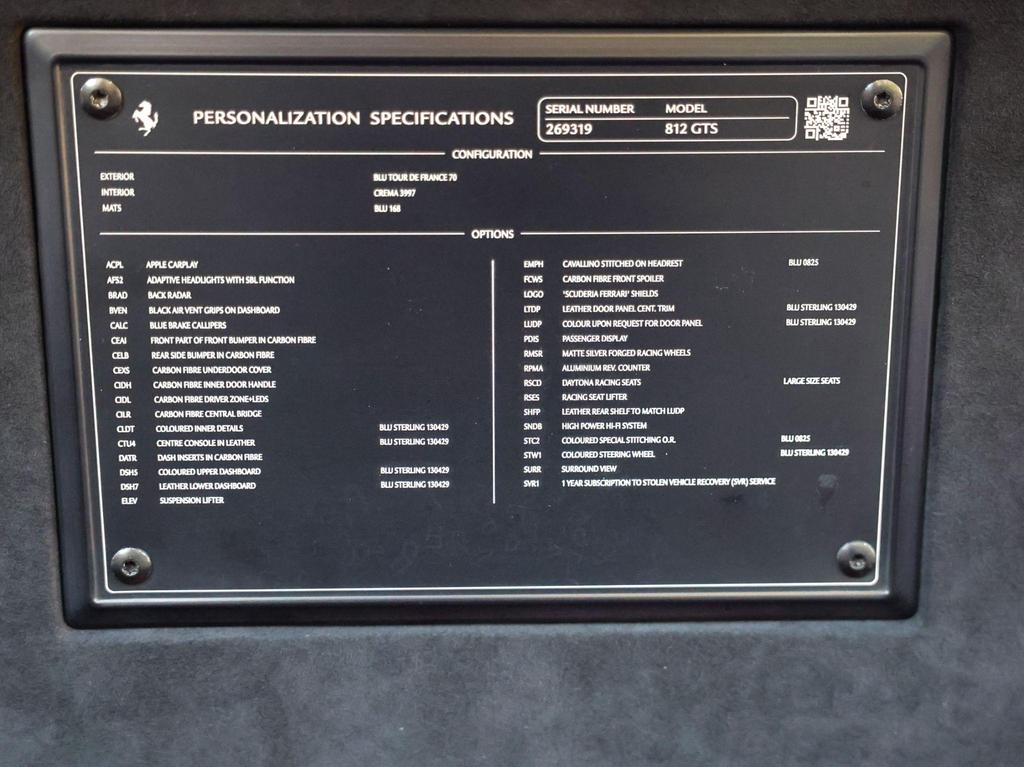 PERSONALIZATION SPECIFICATIONS
SERIAL NUMBER MODEL
269319 812 GTS
CONFIGURATION
EXTERIOR BLU TOUR DE FRANCE 70
INTERIOR CREMA 3997
MATS BLU 168
OPTIONS
ACPL APPLE CARPLAY
AFS2 ADAPTIVE HEADLIGHTS WITH SBL FUNCTION
BRAD BACK RADAR
BVEN BLACK AIR VENT GRIPS ON DASHBOARD
CALC BLUE BRAKE CALLIPERS
CEAI FRONT PART OF FRONT BUMPER IN CARBON FIBRE
CELB REAR SIDE BUMPER IN CARBON FIBRE
CEXS CARBON FIBRE UNDERDOOR COVER
CIDH CARBON FIBRE INNER DOOR HANDLE
CIDL CARBON FIBRE DRIVER ZONE+LEDS
CILR CARBON FIBRE CENTRAL BRIDGE
CLDT COLOURED INNER DETAILS BLU STERLING 130429
CTU4 CENTRE CONSOLE IN LEATHER BLU STERLING 130429
DATR DASH INSERTS IN CARBON FIBRE
DSH5 COLOURED UPPER DASHBOARD BLU STERLING 130429
DSH7 LEATHER LOWER DASHBOARD BLU STERLING 130429
ELEV SUSPENSION LIFTER
EMPH CAVALLINO STITCHED ON HEADREST BLU 0825
FCWS CARBON FIBRE FRONT SPOILER
LOGO "SCUDERIA FERRARI" SHIELDS
LTDP LEATHER DOOR PANEL CENT. TRIM BLU STERLING 130429
LUDP COLOUR UPON REQUEST FOR DOOR PANEL BLU STERLING 130429
PDIS PASSENGER DISPLAY
RMSR MATTE SILVER FORGED RACING WHEELS
RPMA ALUMINIUM REV. COUNTER
RSCD DAYTONA RACING SEATS LARGE SIZE SEATS
RSES RACING SEAT LIFTER
SHFP LEATHER REAR SHELF TO MATCH LUDP
SNDB HIGH POWER HI-FI SYSTEM
STC2 COLOURED SPECIAL STITCHING O.R. BLU 0825
STW1 COLOURED STEERING WHEEL BLU STERLING 130429
SURR SURROUND VIEW
SVR1 1 YEAR SUBSCRIPTION TO STOLEN VEHICLE RECOVERY (SVR) SERVICE